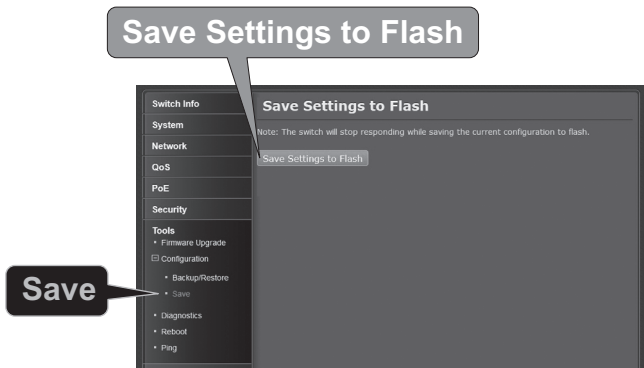 Save Settings to Flash
Switch Info
System
Network
QoS
PoE
Security
Tools
• Firmware Upgrade
Configuration
• Backup/Restore
• Save
• Diagnostics
• Reboot
• Ping
Save Settings to Flash
Note: The switch will stop responding while saving the current configuration to flash.
Save Settings to Flash
Save